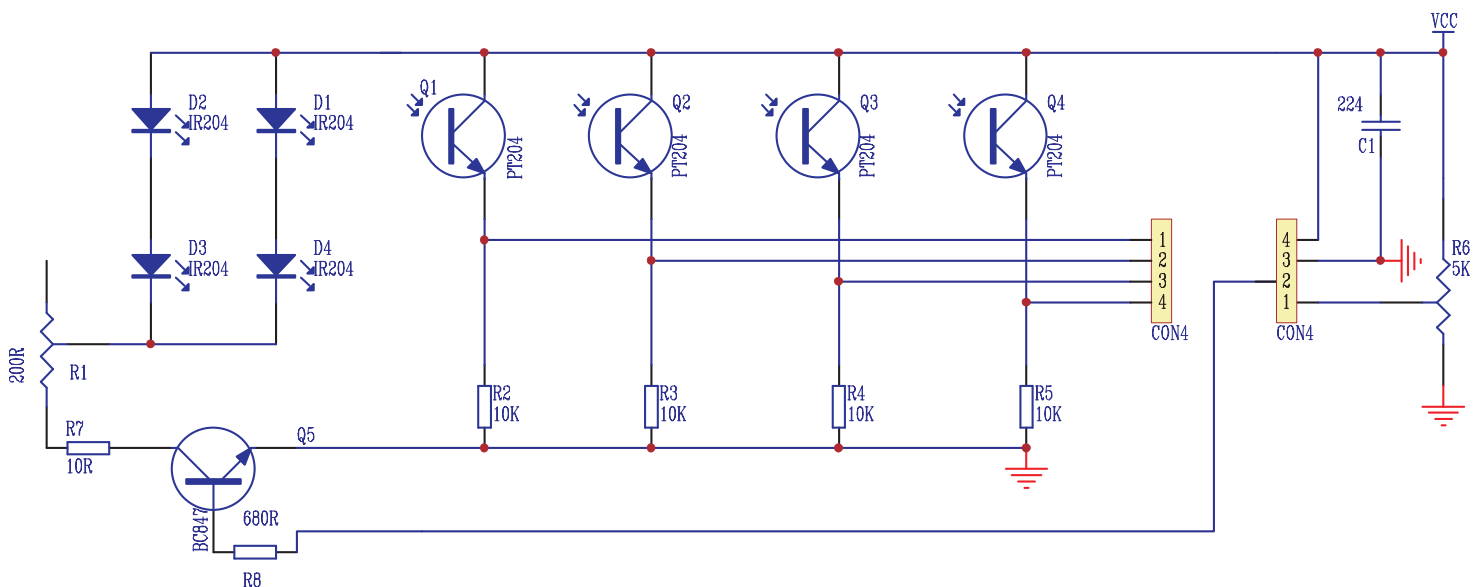 VCC
D2
IR204
D1
IR204
Q1
PT204
Q2
PT204
Q3
PT204
Q4
PT204
224
C1
D3
IR204
D4
IR204
1
2
3
4
CON4
4
3
2
1
CON4
R6
5K
200R
R1
R2
10K
R3
10K
R4
10K
R5
10K
R7
10R
Q5
BC847
680R
R8